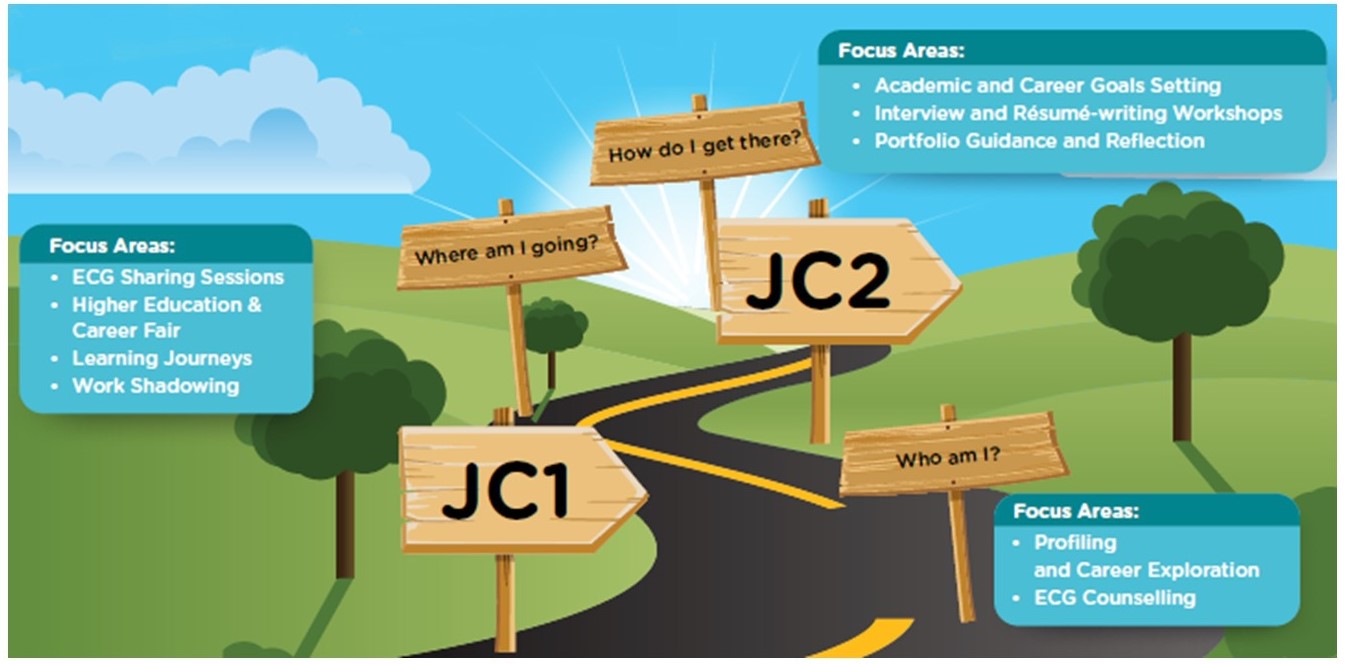 Focus Areas:
• Academic and Career Goals Setting
• Interview and Résumé-writing Workshops
• Portfolio Guidance and Reflection
How do I get there?
JC2
Where am I going?
Focus Areas:
• ECG Sharing Sessions
• Higher Education &
Career Fair
• Learning Journeys
• Work Shadowing
JC1
Who am I?
Focus Areas:
• Profiling
and Career Exploration
• ECG Counselling